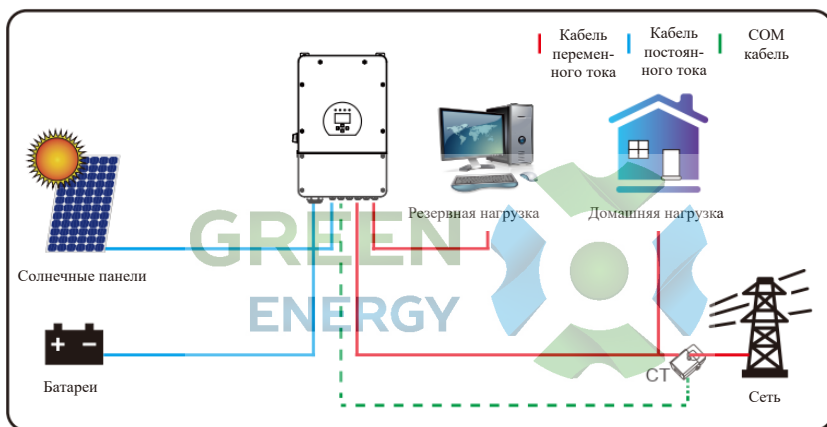 Кабель
перемен-
ного тока
Кабель
постоян-
ного тока
COM
кабель
Резервная нагрузка
Домашняя нагрузка
GREEN
ENERGY
Солнечные панели
+ −
Батареи
CT
Сеть